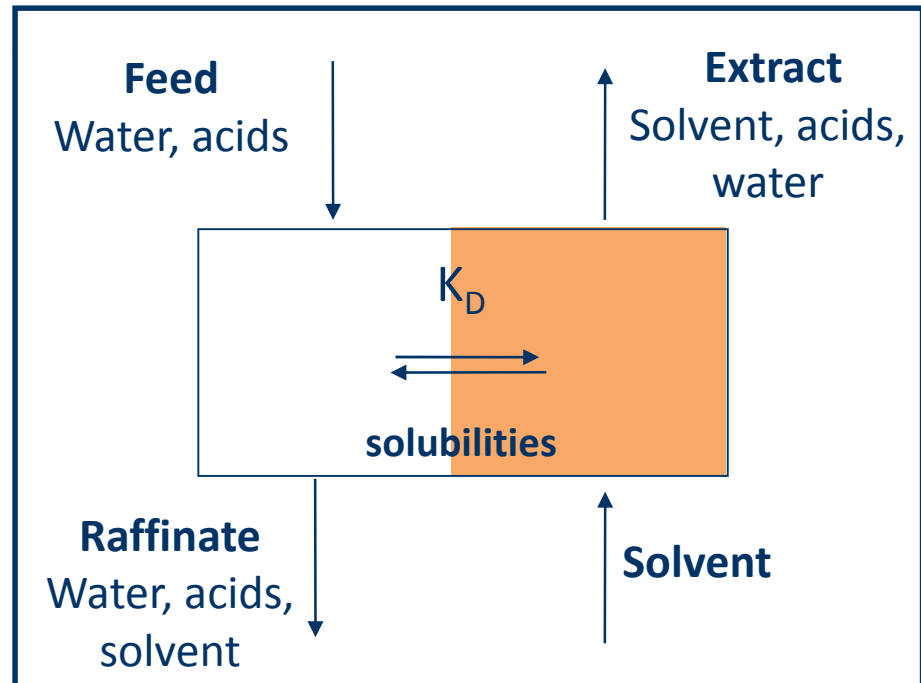 Feed
Water, acids
Extract
Solvent, acids,
water
K_D
solubilities
Raffinate
Water, acids,
solvent
Solvent